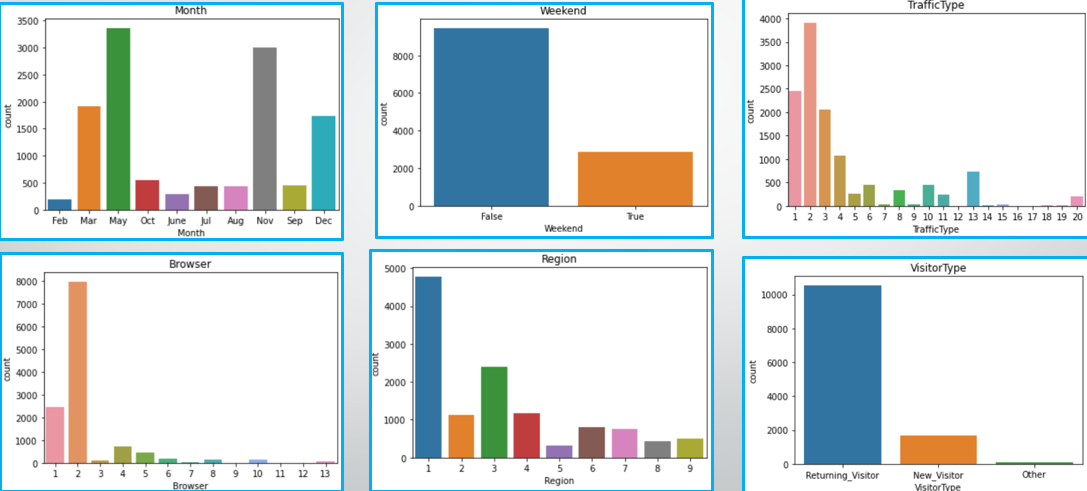 Month
3500
3000
2500
2000
1500
1000
500
0
count
Feb Mar May Oct June Jul Aug Nov Sep Dec
Month
Weekend
8000
6000
4000
2000
0
count
False True
Weekend
TrafficType
4000
3500
3000
2500
2000
1500
1000
500
0
count
1 2 3 4 5 6 7 8 9 10 11 12 13 14 15 16 17 18 19 20
TrafficType
Browser
8000
7000
6000
5000
4000
3000
2000
1000
0
count
1 2 3 4 5 6 7 8 9 10 11 12 13
Browser
Region
5000
4000
3000
2000
1000
0
count
1 2 3 4 5 6 7 8 9
Region
VisitorType
10000
8000
6000
4000
2000
0
count
Returning_Visitor New_Visitor Other
VisitorType